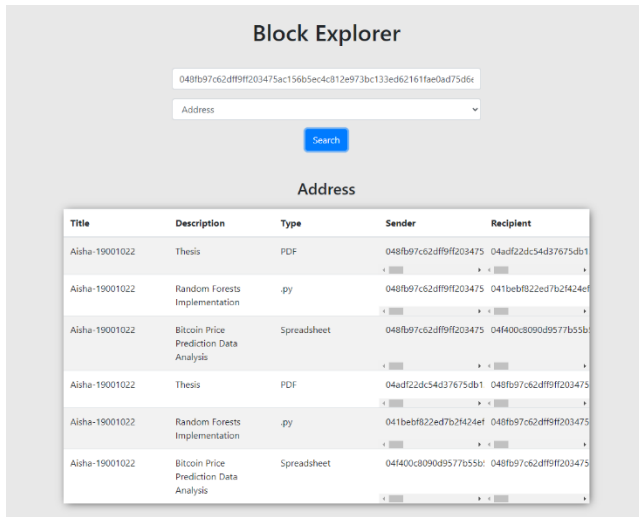 Block Explorer
048fb97c62dff9ff203475ac156b5ec4c812e973bc133ed62161fae0ad75d6e
Address
Search
Address
Title Description Type Sender Recipient
Aisha-19001022 Thesis PDF 048fb97c62dff9ff203475 04adf22dc54d37675db1
Aisha-19001022 Random Forests .py 048fb97c62dff9ff203475 041bebf822ed7b2f424ef
Implementation
Aisha-19001022 Bitcoin Price Spreadsheet 048fb97c62dff9ff203475 04f400c8090d9577b55b
Prediction Data
Analysis
Aisha-19001022 Thesis PDF 04adf22dc54d37675db1 048fb97c62dff9ff203475
Aisha-19001022 Random Forests .py 041bebf822ed7b2f424ef 048fb97c62dff9ff203475
Implementation
Aisha-19001022 Bitcoin Price Spreadsheet 04f400c8090d9577b55b 048fb97c62dff9ff203475
Prediction Data
Analysis